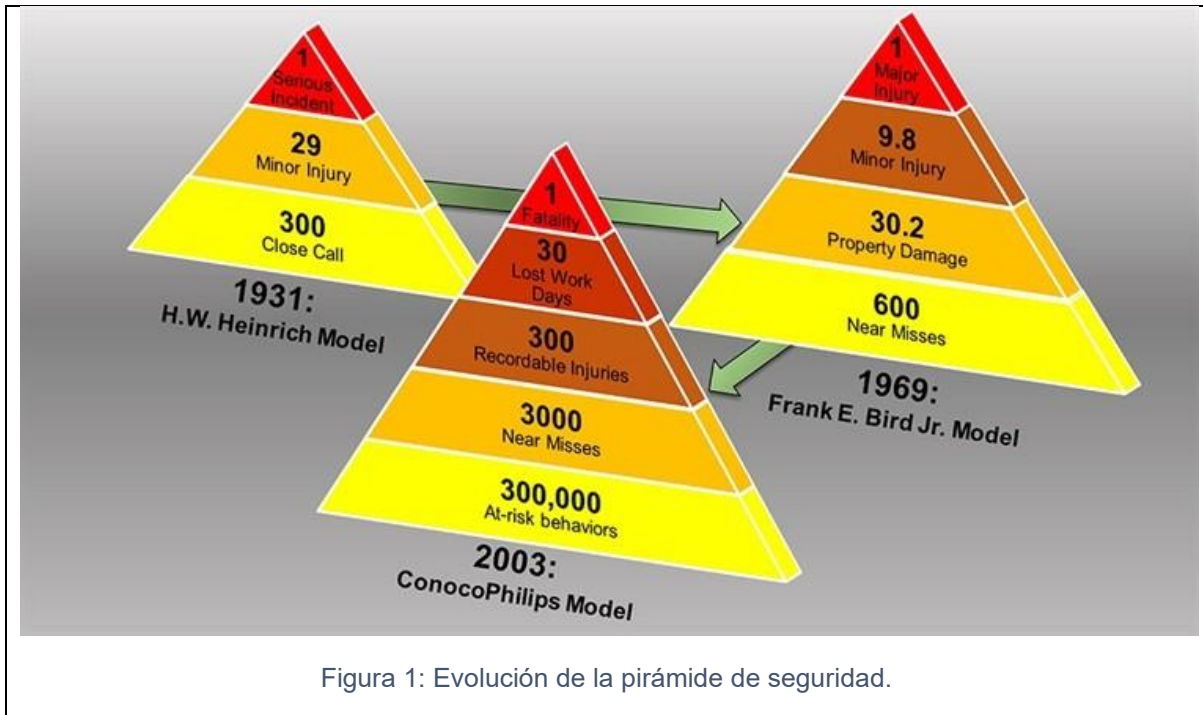 1
Serious
Incident
29
Minor Injury
300
Close Call
1931:
H.W. Heinrich Model
1
Major
Injury
9.8
Minor Injury
30.2
Property Damage
600
Near Misses
1969:
Frank E. Bird Jr. Model
1
Fatality
30
Lost Work
Days
300
Recordable Injuries
3000
Near Misses
300,000
At-risk behaviors
2003:
ConocoPhilips Model
Figura 1: Evolución de la pirámide de seguridad.